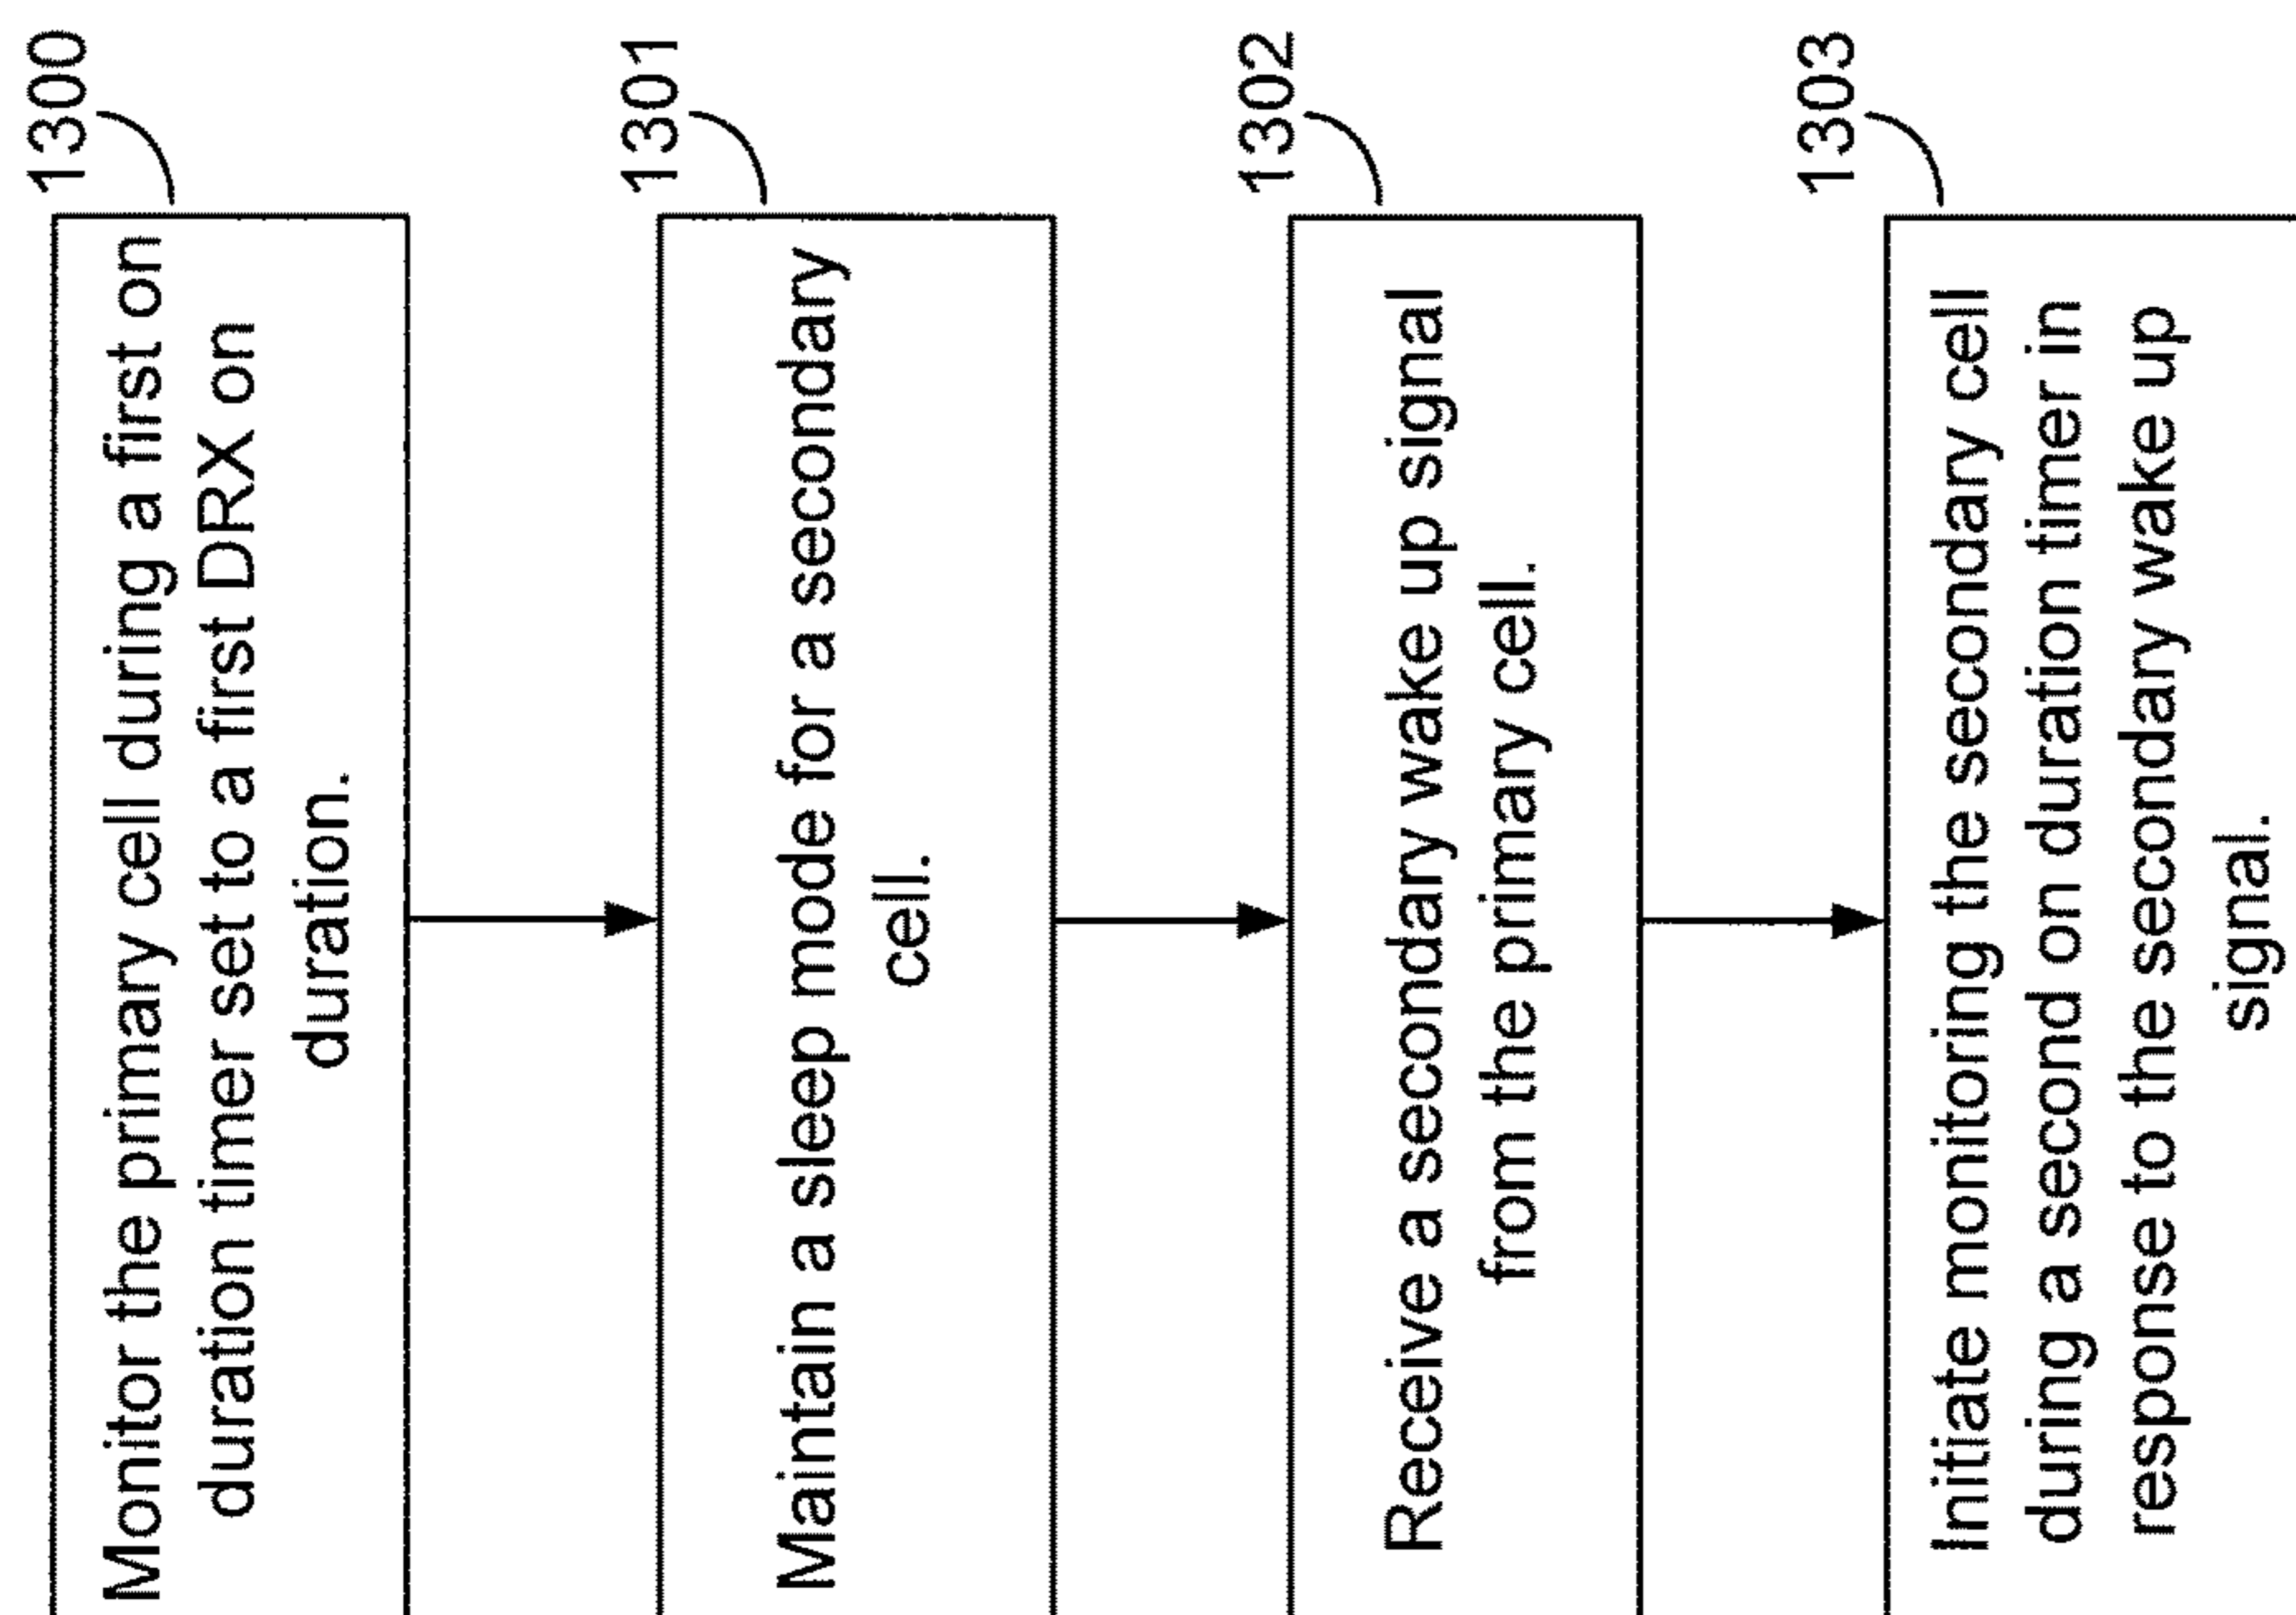 1300
Monitor the primary cell during a first on
duration timer set to a first DRX on
duration.
1301
Maintain a sleep mode for a secondary
cell.
1302
Receive a secondary wake up signal
from the primary cell.
1303
Initiate monitoring the secondary cell
during a second on duration timer in
response to the secondary wake up
signal.